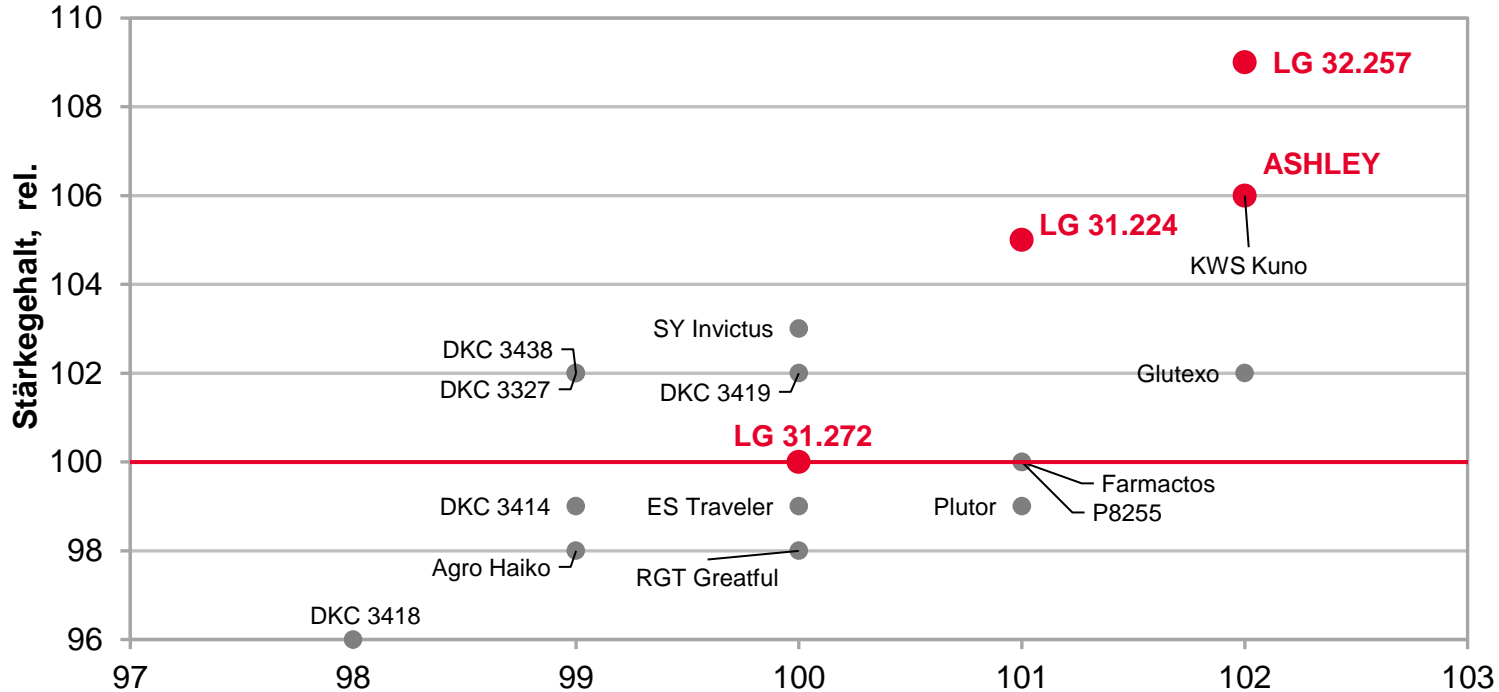 110
108
106
104
102
100
98
96
Stärkegehalt, rel.
LG 32.257
ASHLEY
LG 31.224
KWS Kuno
SY Invictus
DKC 3438
DKC 3327
DKC 3419
Glutexo
LG 31.272
Farmactos
P8255
DKC 3414
ES Traveler
Plutor
Agro Haiko
RGT Greatful
DKC 3418
97 98 99 100 101 102 103